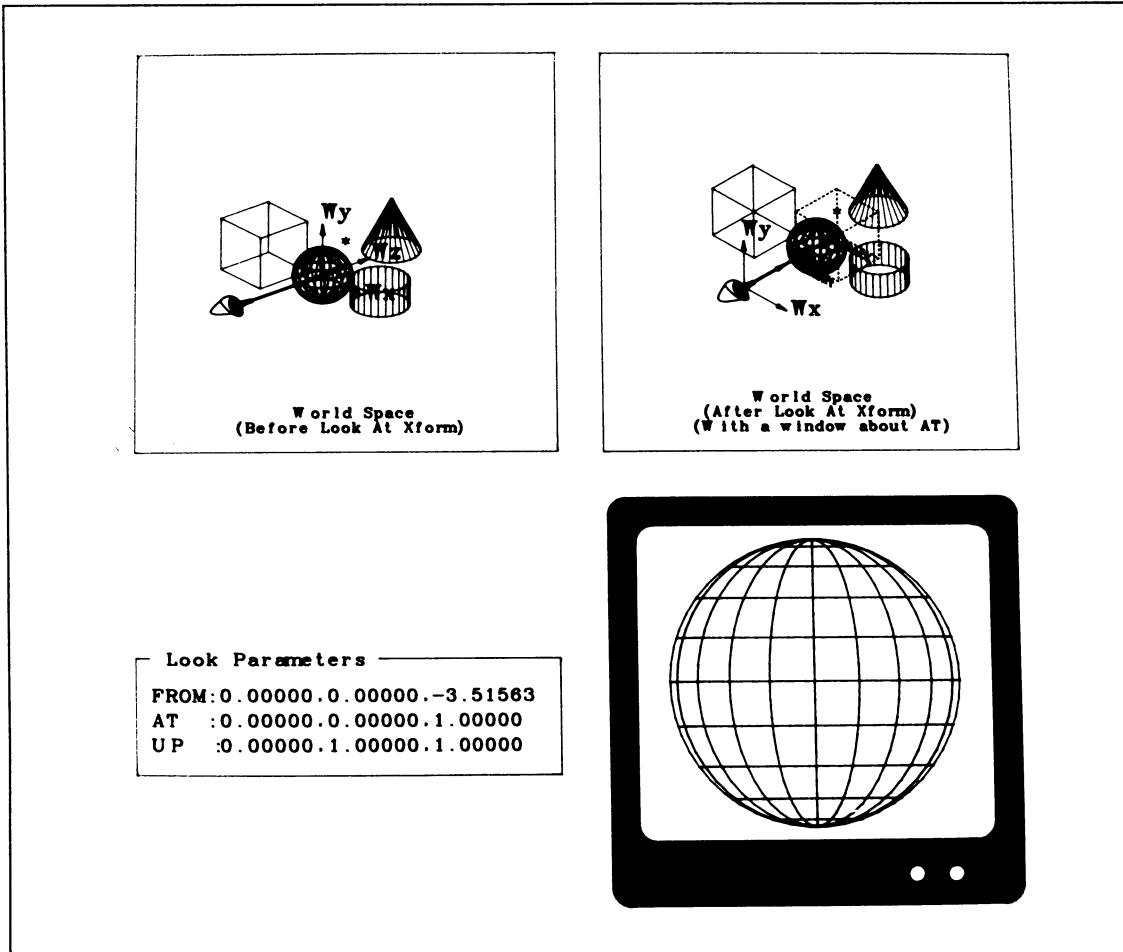 Wy
*
Wz
Wx
World Space
(Before Look At Xform)
*
Wy
Wx
World Space
(After Look At Xform)
(With a window about AT)
Look Parameters
FROM:0.00000.0.00000.-3.51563
AT :0.00000.0.00000.1.00000
UP :0.00000.1.00000.1.00000